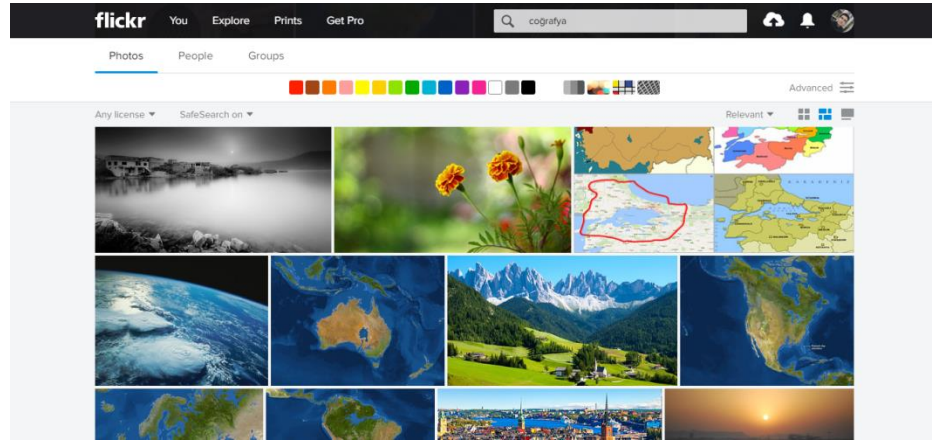 flickr You Explore Prints Get Pro coğrafya
Photos People Groups
Advanced
Any license SafeSearch on Relevant